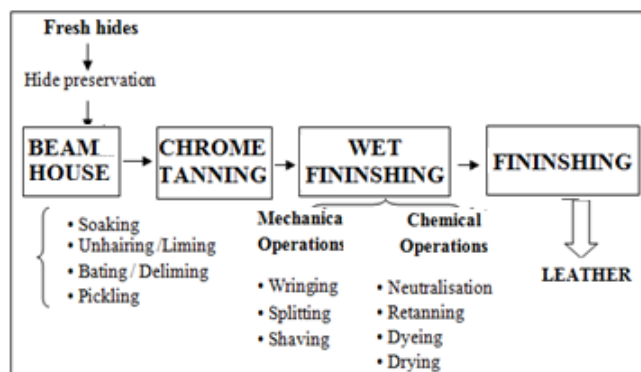 Fresh hides
Hide preservation
BEAM
HOUSE
CHROME
TANNING
WET
FININSHING
FININSHING
• Soaking
• Unhairing /Liming
• Bating / Deliming
• Pickling
Mechanica
Operations
• Wringing
• Splitting
• Shaving
Chemical
Operations
• Neutralisation
• Retanning
• Dyeing
• Drying
LEATHER